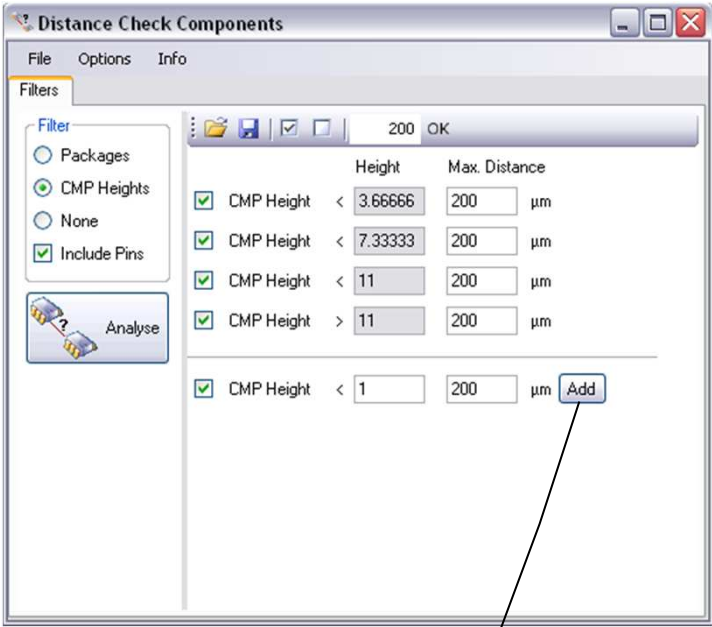 Distance Check Components
File Options Info
Filters
Filter
Packages
CMP Heights
None
Include Pins
? Analyse
200 OK
Height Max. Distance
CMP Height < 3.66666 200 µm
CMP Height < 7.33333 200 µm
CMP Height < 11 200 µm
CMP Height > 11 200 µm
CMP Height < 1 200 µm Add